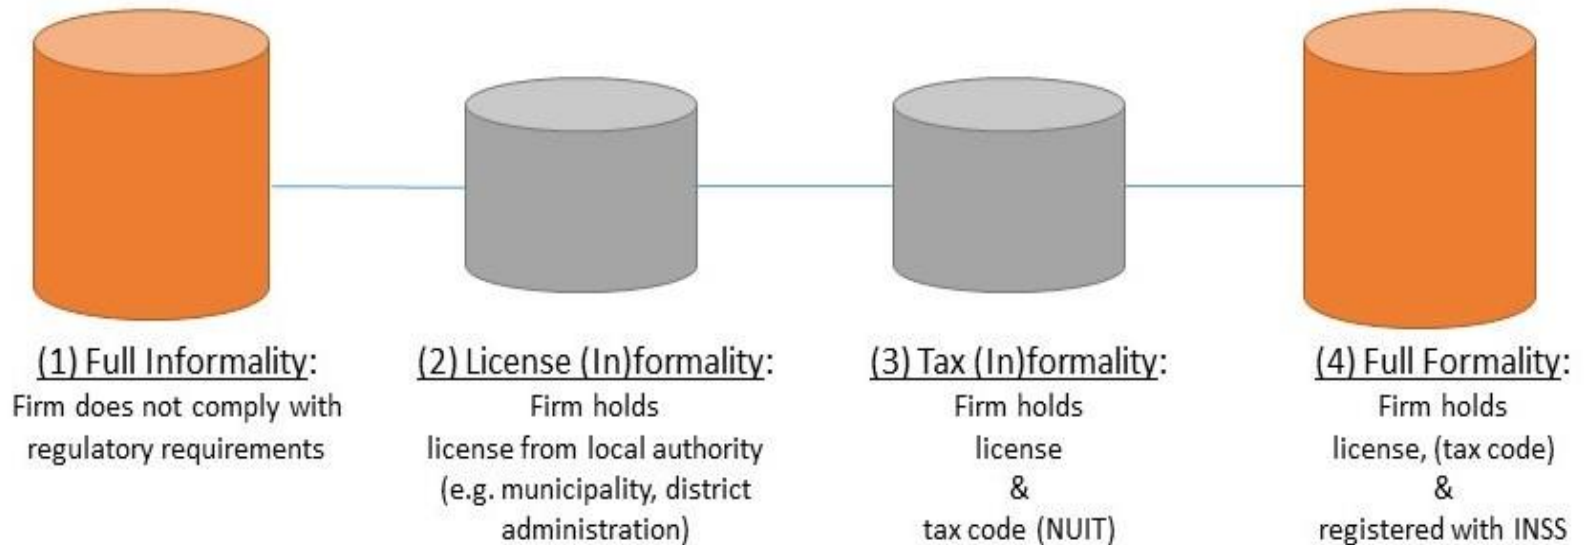 (1) Full Informality:
Firm does not comply with
regulatory requirements
(2) License (In)formality:
Firm holds
license from local authority
(e.g. municipality, district
administration)
(3) Tax (In)formality:
Firm holds
license
&
tax code (NUIT)
(4) Full Formality:
Firm holds
license, (tax code)
&
registered with INSS